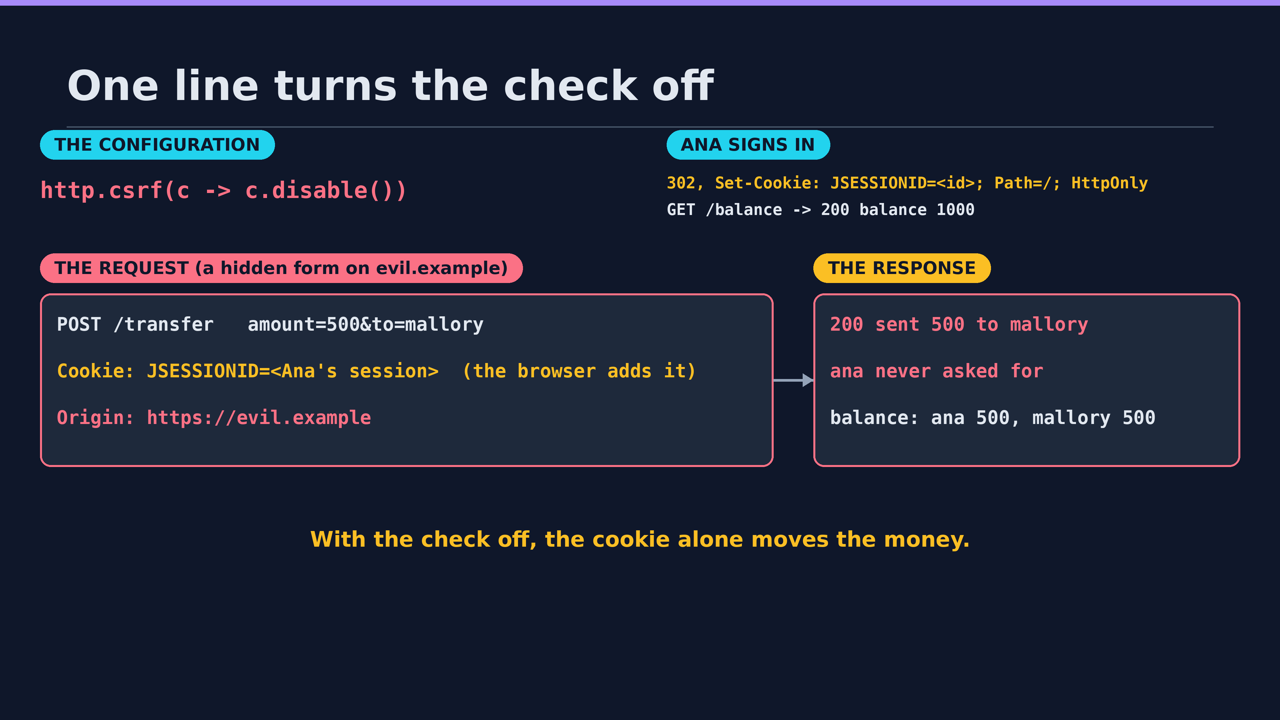 One line turns the check off
THE CONFIGURATION
http.csrf(c -> c.disable())
ANA SIGNS IN
302, Set-Cookie: JSESSIONID=<id>; Path=/; HttpOnly
GET /balance -> 200 balance 1000
THE REQUEST (a hidden form on evil.example)
POST /transfer   amount=500&to=mallory
Cookie: JSESSIONID=<Ana's session>  (the browser adds it)
Origin: https://evil.example
THE RESPONSE
200 sent 500 to mallory
ana never asked for
balance: ana 500, mallory 500
With the check off, the cookie alone moves the money.